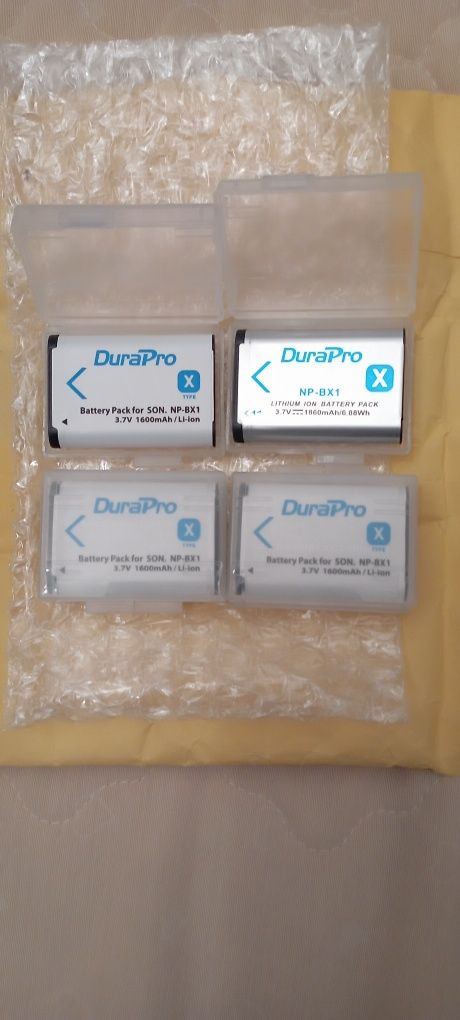 DuraPro
X
TYPE
Battery Pack for SON. NP-BX1
3.7V 1600mAh / Li-ion
DuraPro
X
NP-BX1
LITHIUM ION BATTERY PACK
3.7V 1860mAh/6.88Wh
DuraPro
X
TYPE
Battery Pack for SON. NP-BX1
3.7V 1600mAh / Li-ion
DuraPro
X
TYPE
Battery Pack for SON. NP-BX1
3.7V 1600mAh / Li-ion